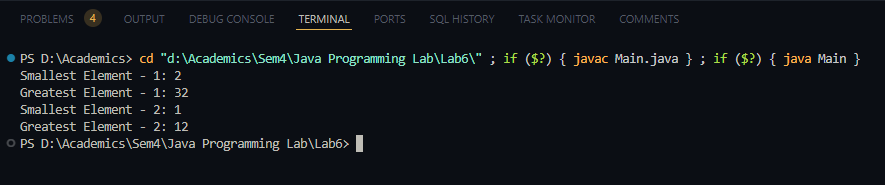 PROBLEMS 4 OUTPUT DEBUG CONSOLE TERMINAL PORTS SQL HISTORY TASK MONITOR COMMENTS
PS D:\Academics> cd "d:\Academics\Sem4\Java Programming Lab\Lab6\" ; if ($?) { javac Main.java } ; if ($?) { java Main }
Smallest Element - 1: 2
Greatest Element - 1: 32
Smallest Element - 2: 1
Greatest Element - 2: 12
PS D:\Academics\Sem4\Java Programming Lab\Lab6>